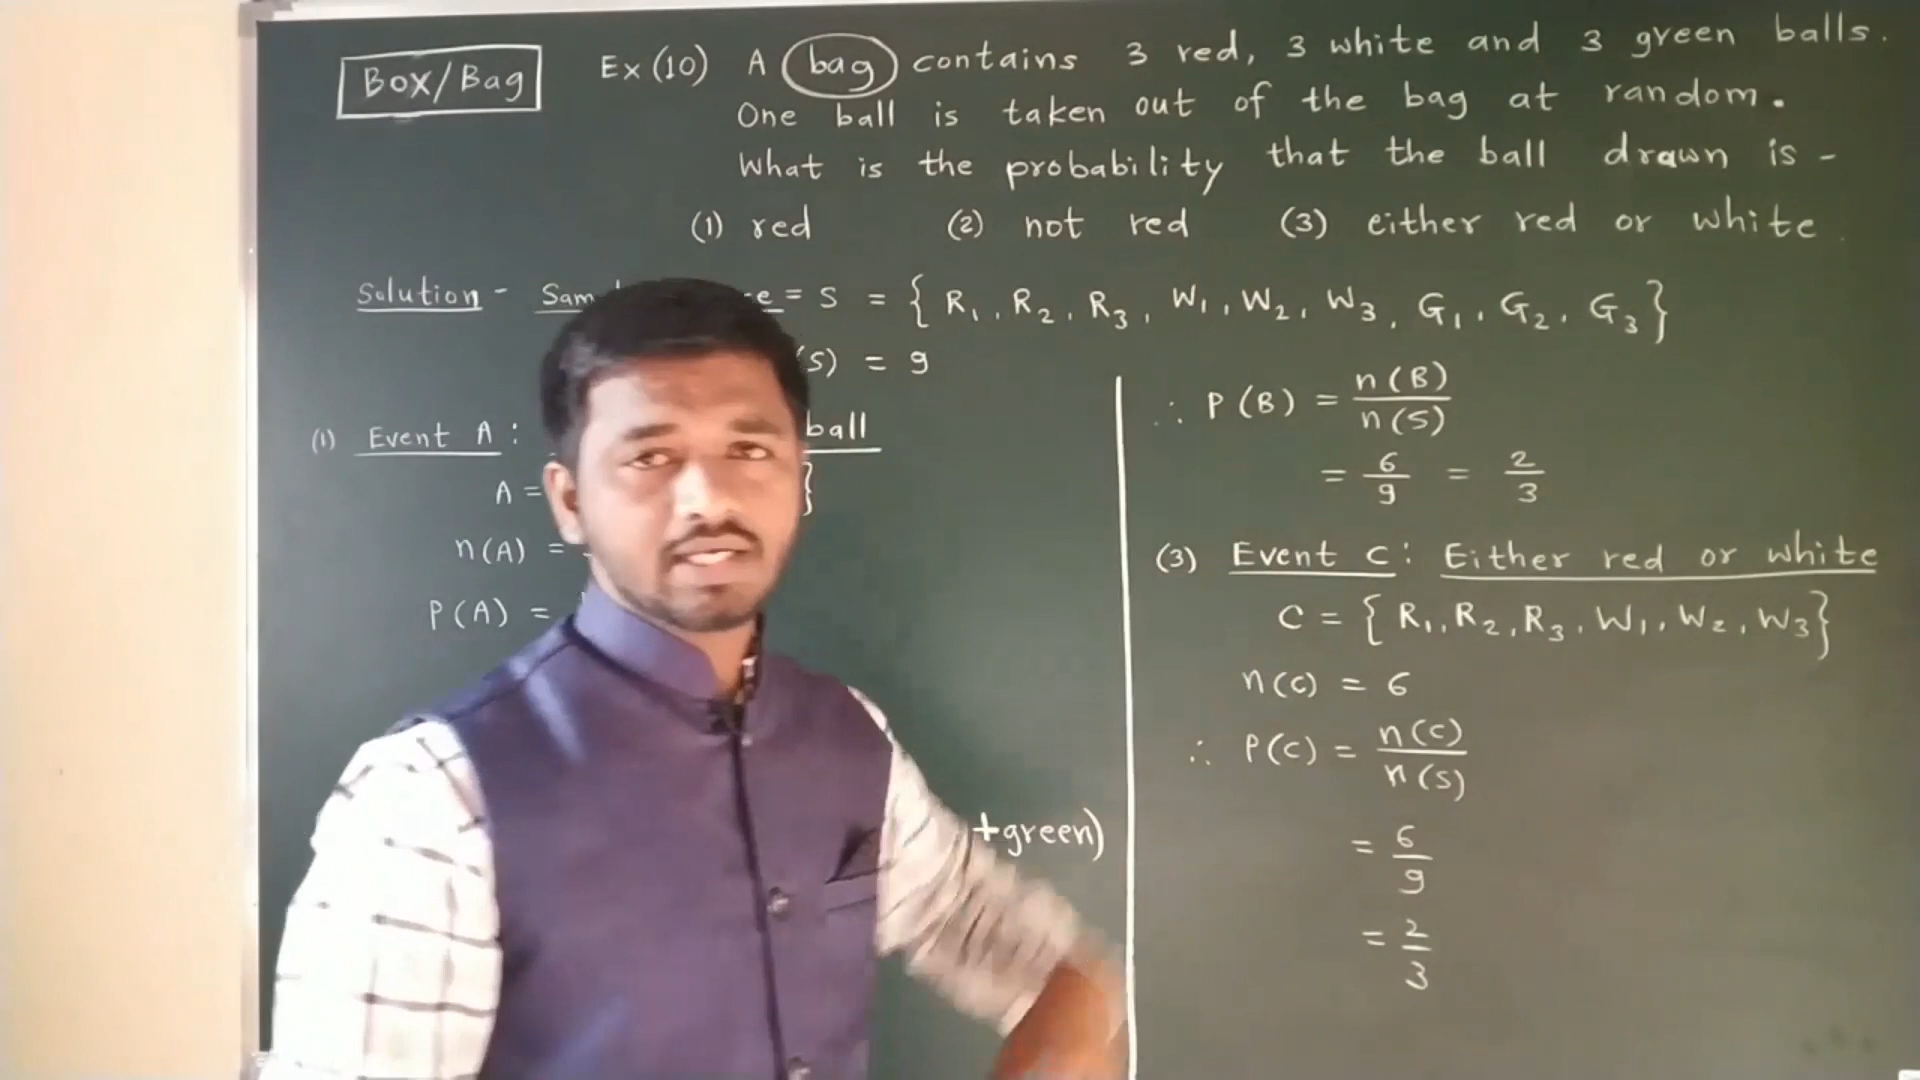 Box/Bag
Ex (10) A bag contains 3 red, 3 white and 3 green balls.
One ball is taken out of the bag at random.
What is the probability that the ball drawn is -
(1) red (2) not red (3) either red or white
Solution - = S = { R₁, R₂, R₃, W₁, W₂, W₃, G₁, G₂, G₃}
(S) = 9
(1) Event A : ball
A = }
n(A) =
P(A) =
+green)
∴ P(B) = n(B)/n(S)
= 6/9 = 2/3
(3) Event C : Either red or white
C = { R₁, R₂, R₃, W₁, W₂, W₃}
n(C) = 6
∴ P(C) = n(C)/n(S)
= 6/9
= 2/3